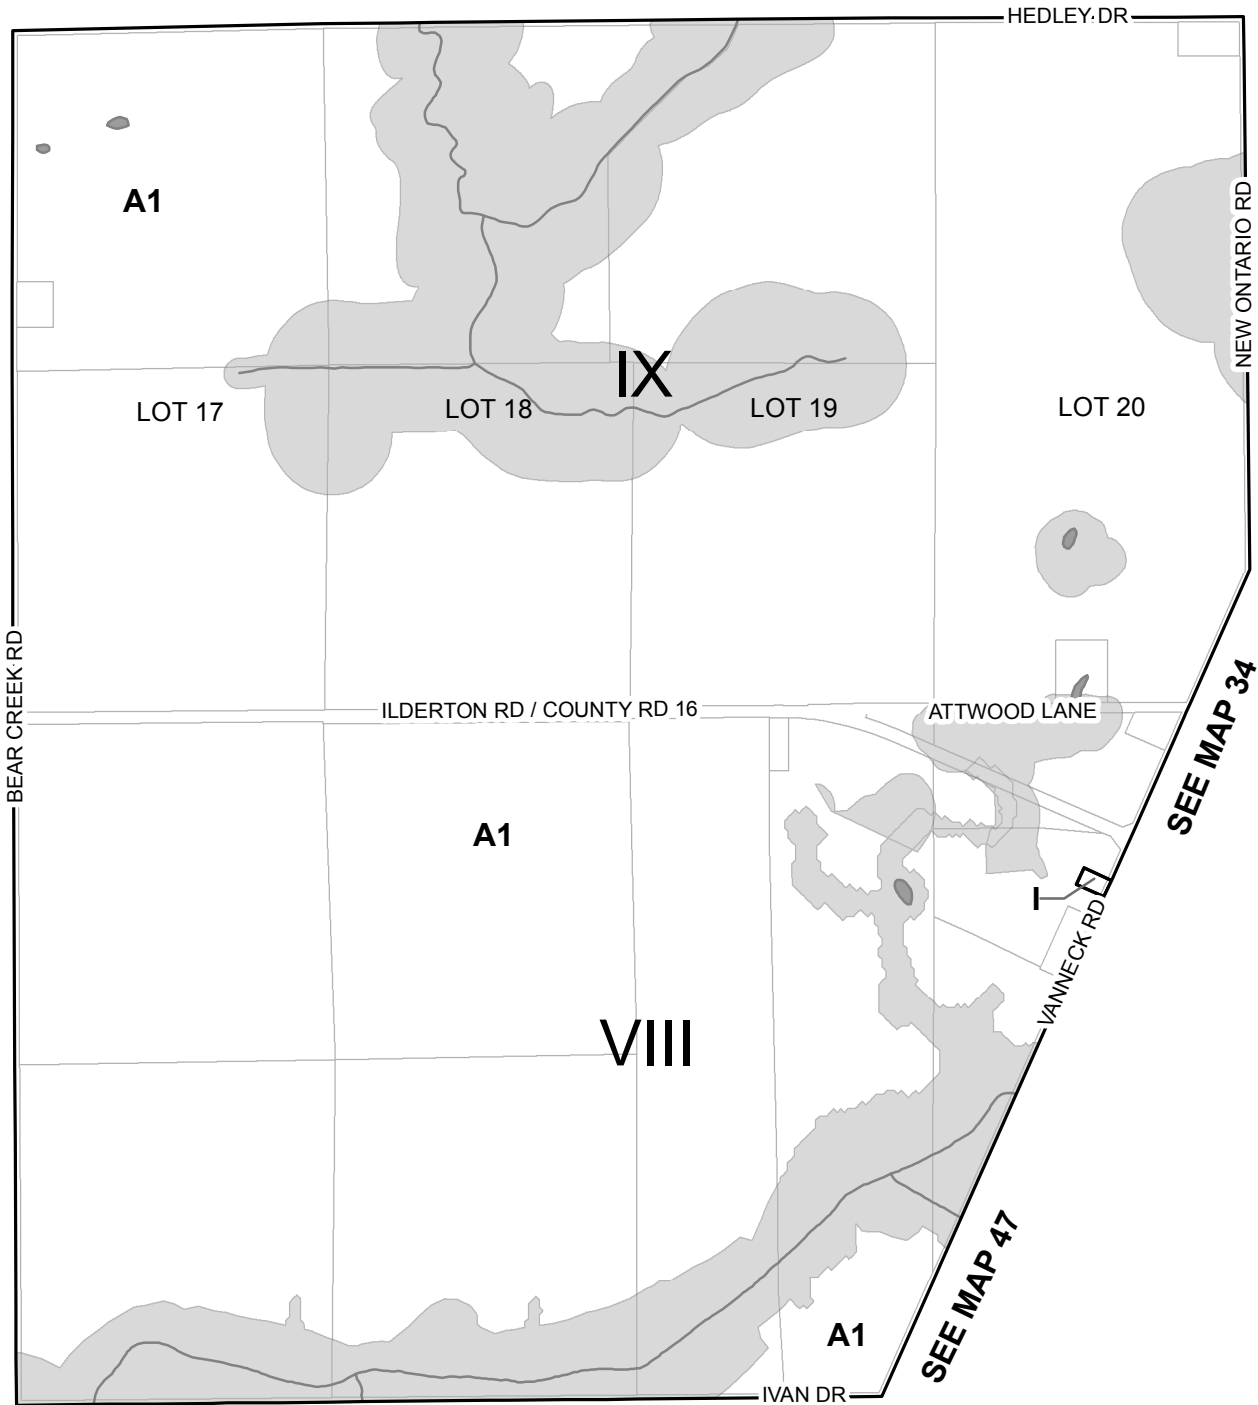 HEDLEY DR
A1
NEW ONTARIO RD
IX
LOT 17
LOT 18
LOT 19
LOT 20
BEAR CREEK RD
ILDERTON RD / COUNTY RD 16
ATTWOOD LANE
SEE MAP 34
A1
I
VANNECK RD
VIII
SEE MAP 47
A1
IVAN DR